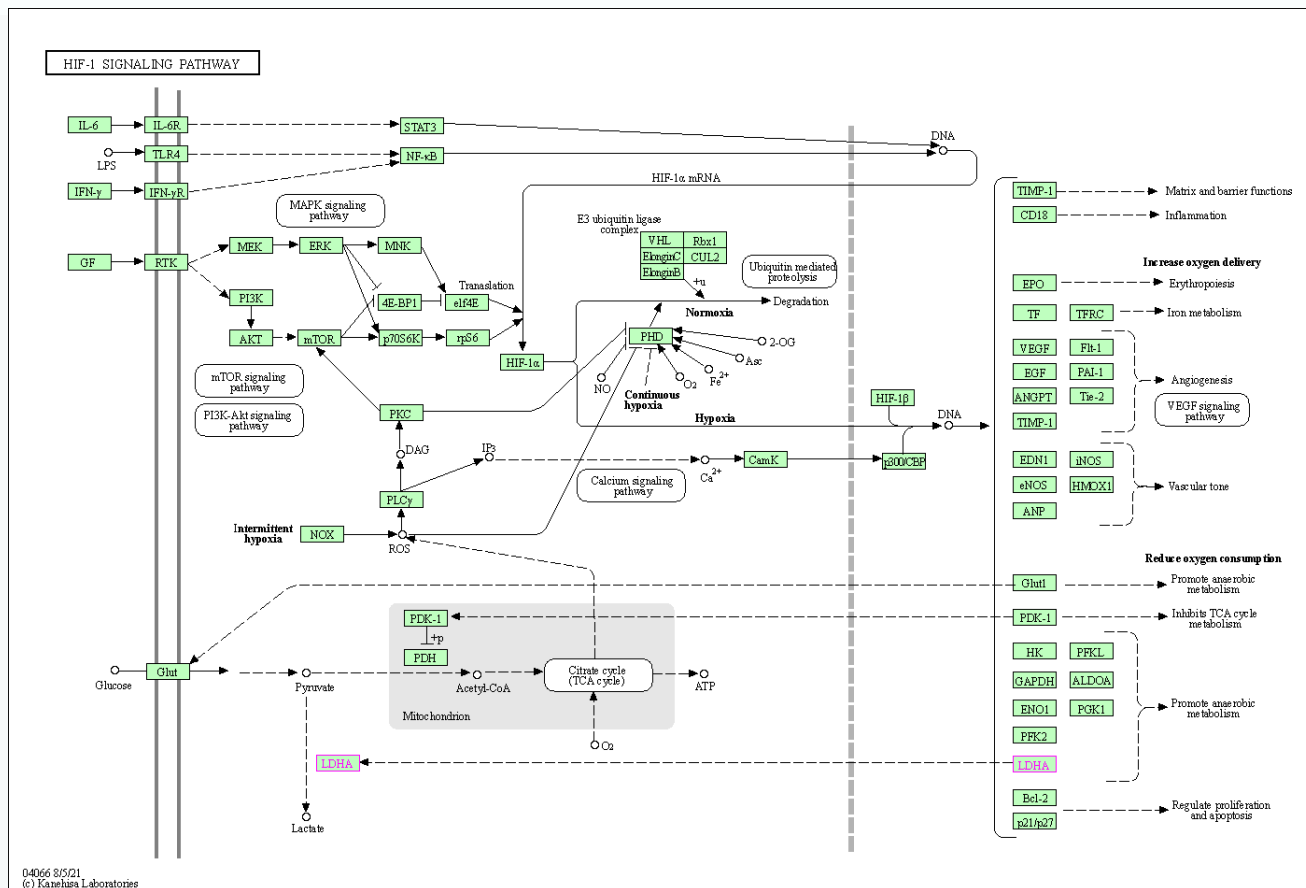 HIF-1 SIGNALING PATHWAY
IL-6
IL-6R
STAT3
DNA
LPS
TLR4
NF-κB
IFN-γ
IFN-γR
HIF-1α mRNA
MAPK signaling
pathway
GF
RTK
MEK
ERK
MNK
PI3K
4E-BP1
eIf4E
Translation
AKT
mTOR
p70S6K
rpS6
HIF-1α
mTOR signaling
pathway
PI3K-Akt signaling
pathway
E3 ubiquitin ligase
complex
VHL
Rbx1
ElonginC
CUL2
ElonginB
+u
Ubiquitin mediated
proteolysis
Degradation
Normoxia
PHD
2-OG
Asc
Fe2+
O2
NO
Continuous
hypoxia
Hypoxia
PKC
DAG
IP3
PLCγ
Calcium signaling
pathway
Ca2+
CamK
HIF-1β
p300/CBP
DNA
Intermittent
hypoxia
NOX
ROS
TIMP-1
Matrix and barrier functions
CD18
Inflammation
Increase oxygen delivery
EPO
Erythropoiesis
TF
TFRC
Iron metabolism
VEGF
Flt-1
EGF
PAI-1
Angiogenesis
ANGPT
Tie-2
VEGF signaling
pathway
TIMP-1
EDN1
iNOS
eNOS
HMOX1
Vascular tone
ANP
Reduce oxygen consumption
Glut1
Promote anaerobic
metabolism
PDK-1
Inhibits TCA cycle
metabolism
HK
PFKL
GAPDH
ALDOA
ENO1
PGK1
Promote anaerobic
metabolism
PFK2
LDHA
Bcl-2
p21/p27
Regulate proliferation
and apoptosis
PDK-1
+p
PDH
Glucose
Glut
Pyruvate
Acetyl-CoA
Citrate cycle
(TCA cycle)
ATP
Mitochondrion
O2
LDHA
Lactate
04066 8/5/21
(c) Kanehisa Laboratories